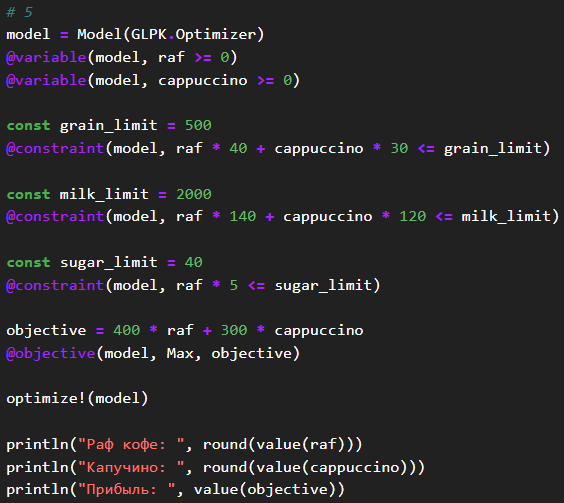 # 5
model = Model(GLPK.Optimizer)
@variable(model, raf >= 0)
@variable(model, cappuccino >= 0)
const grain_limit = 500
@constraint(model, raf * 40 + cappuccino * 30 <= grain_limit)
const milk_limit = 2000
@constraint(model, raf * 140 + cappuccino * 120 <= milk_limit)
const sugar_limit = 40
@constraint(model, raf * 5 <= sugar_limit)
objective = 400 * raf + 300 * cappuccino
@objective(model, Max, objective)
optimize!(model)
println("Раф кофе: ", round(value(raf)))
println("Капучино: ", round(value(cappuccino)))
println("Прибыль: ", value(objective))